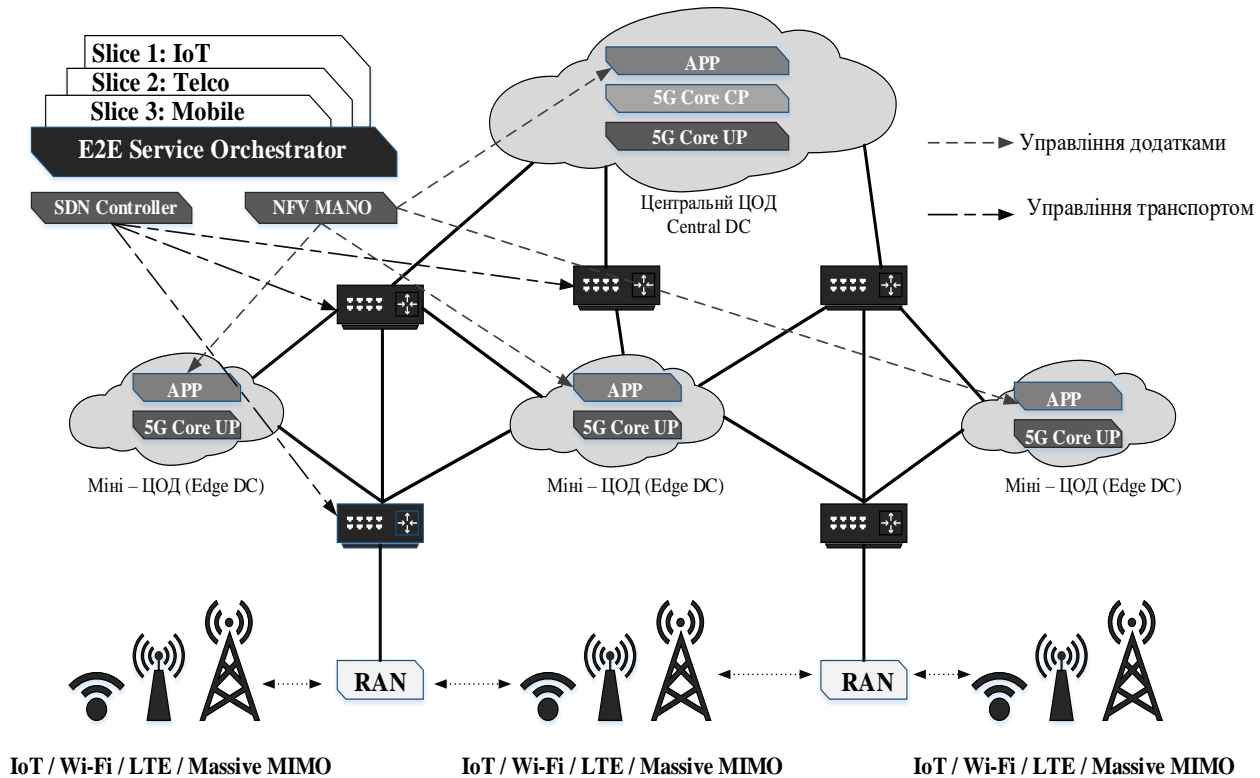 Slice 1: IoT
Slice 2: Telco
Slice 3: Mobile
E2E Service Orchestrator
SDN Controller
NFV MANO
APP
5G Core CP
5G Core UP
Центральнй ЦОД
Central DC
Управління додатками
Управління транспортом
APP
5G Core UP
Міні – ЦОД (Edge DC)
APP
5G Core UP
Міні – ЦОД (Edge DC)
APP
5G Core UP
Міні – ЦОД (Edge DC)
RAN
RAN
IoT / Wi-Fi / LTE / Massive MIMO
IoT / Wi-Fi / LTE / Massive MIMO
IoT / Wi-Fi / LTE / Massive MIMO